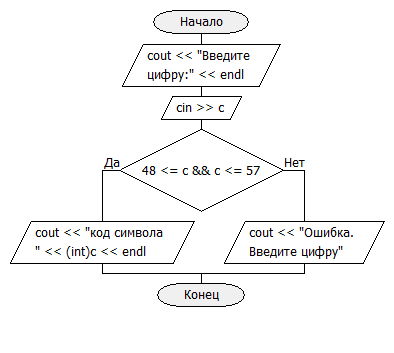 Начало
cout << "Введите
цифру:" << endl
cin >> c
Да
48 <= c && c <= 57
Нет
cout << "код символа
" << (int)c << endl
cout << "Ошибка.
Введите цифру"
Конец